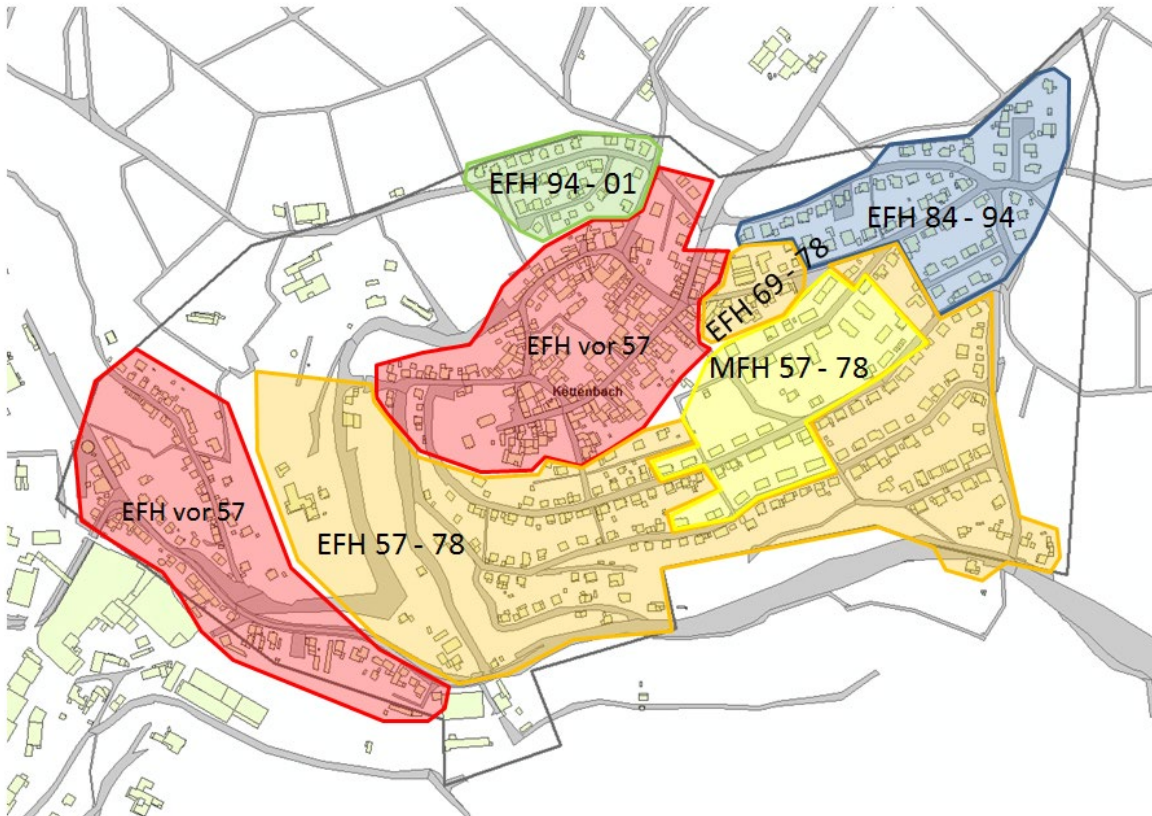 EFH 94 - 01
EFH 84 - 94
EFH 69 - 78
EFH vor 57
MFH 57 - 78
Kettenbach
EFH vor 57
EFH 57 - 78